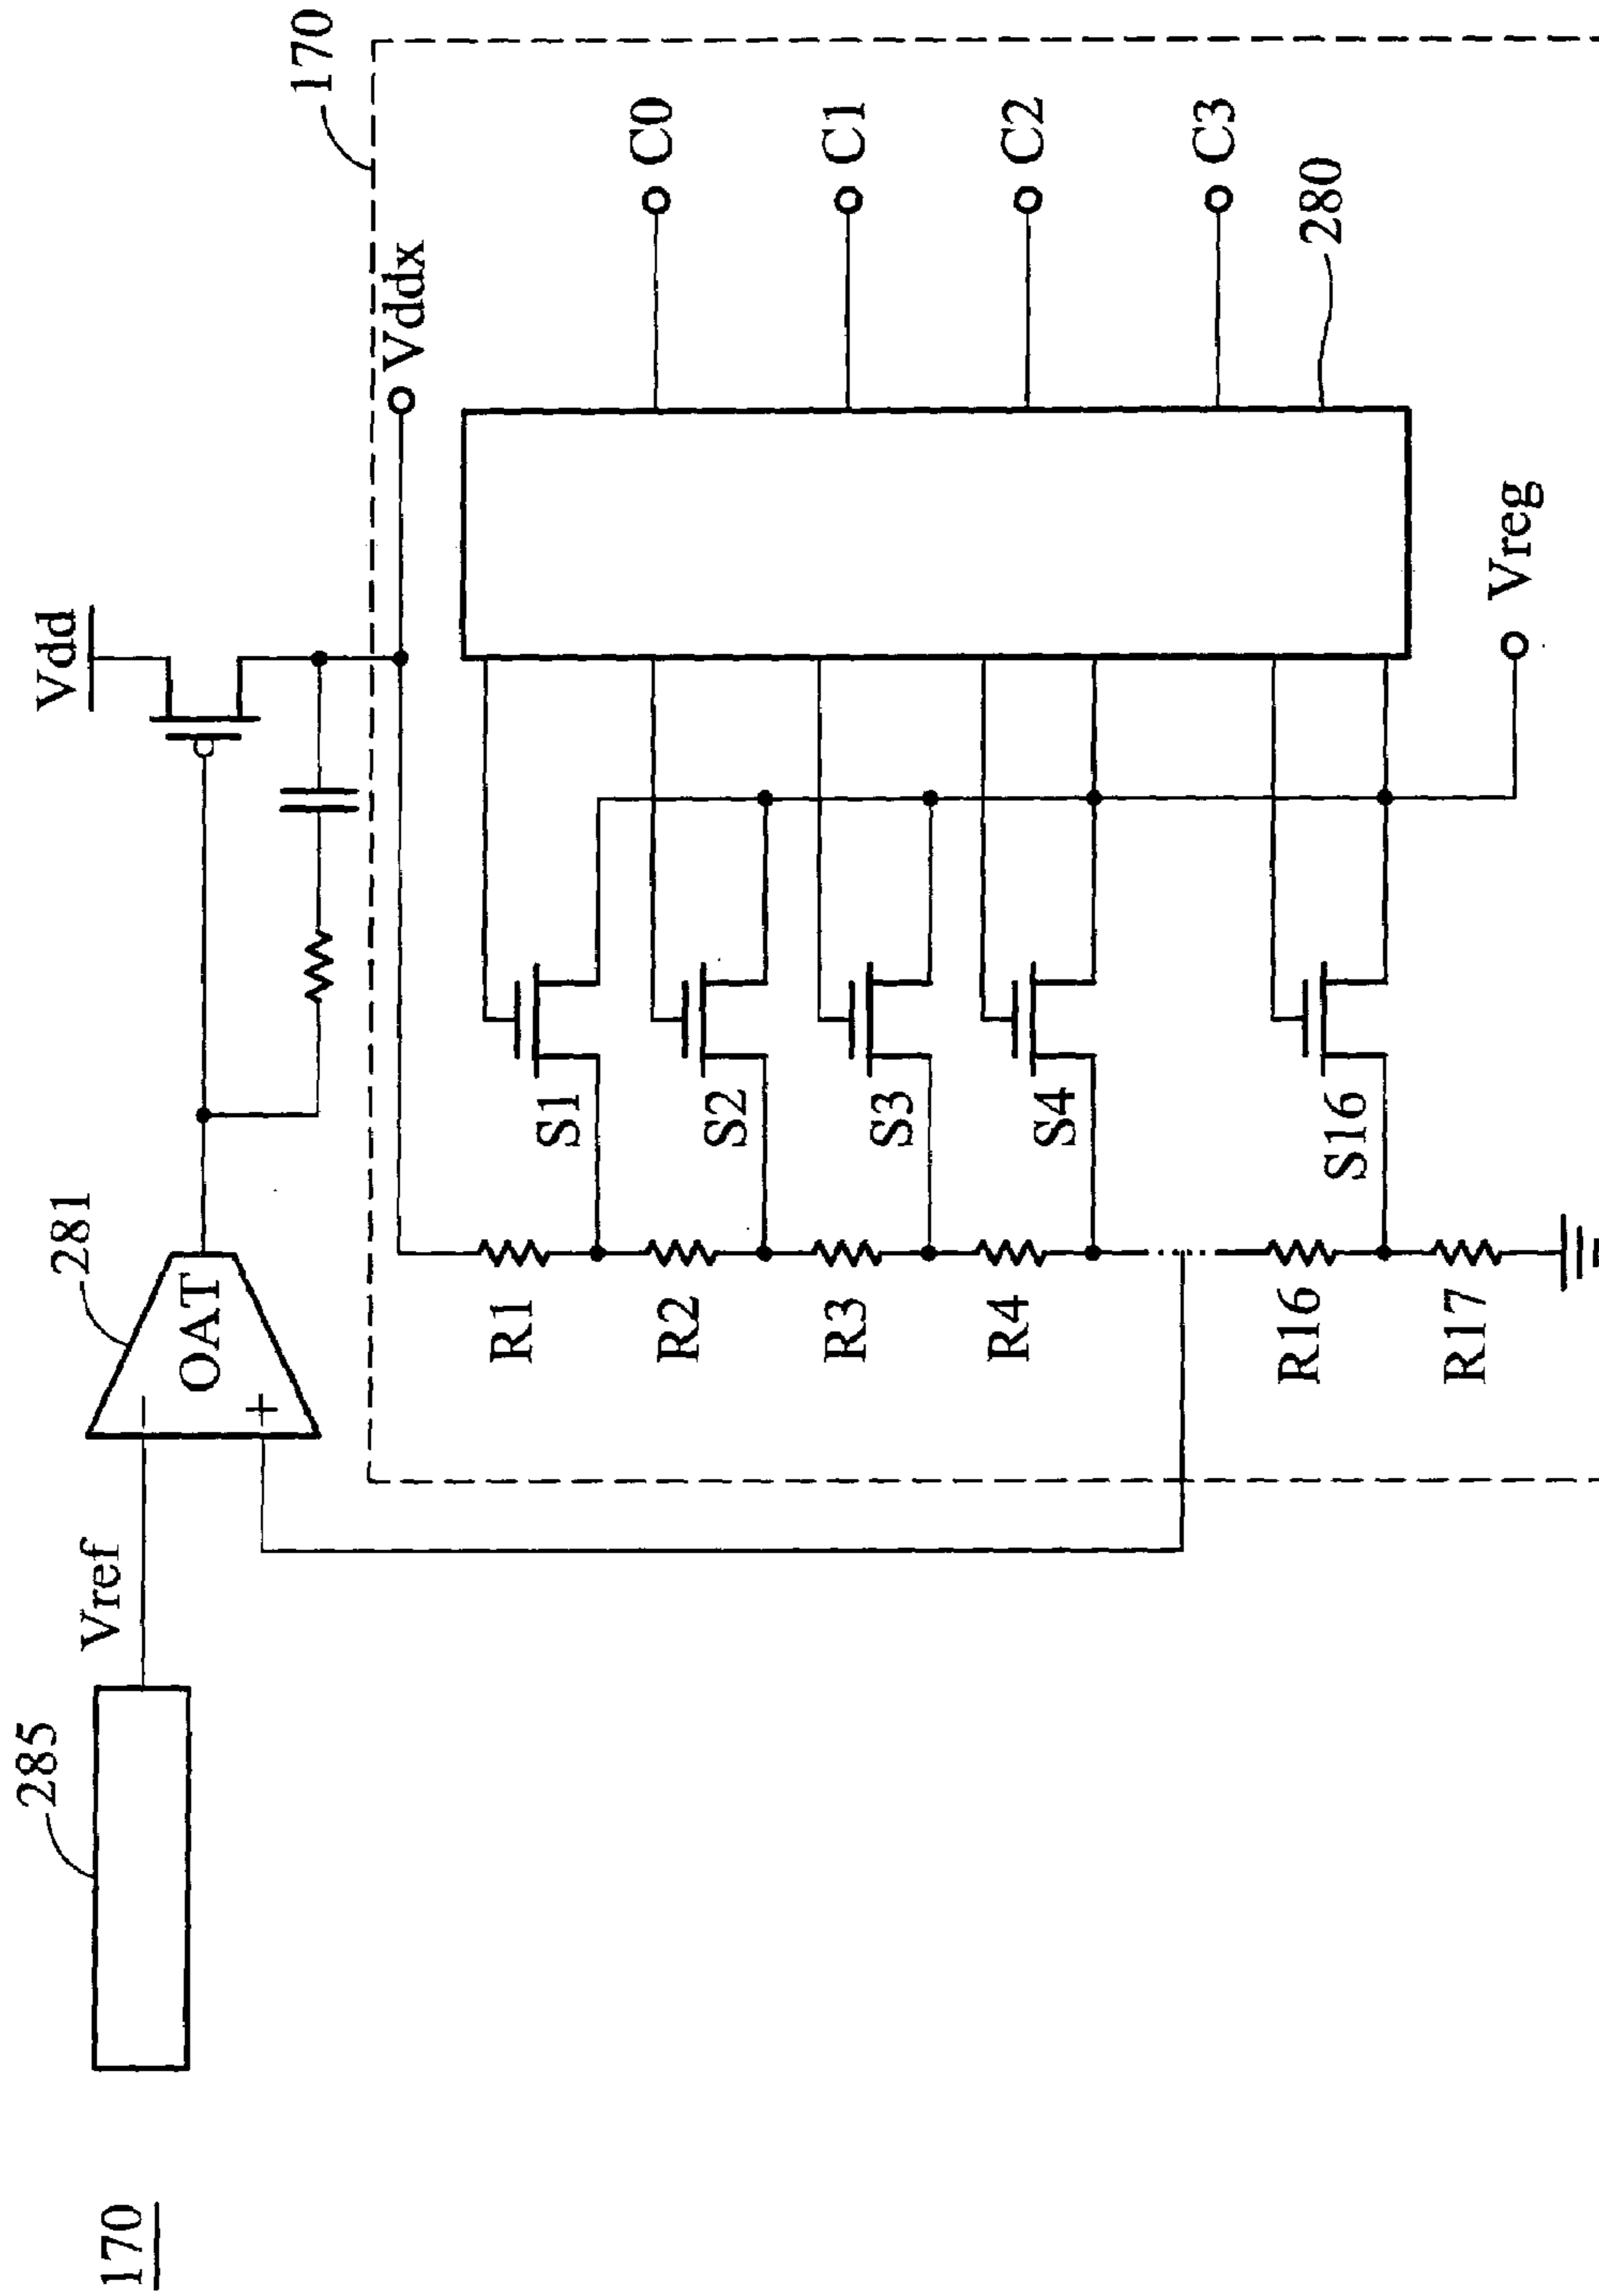 170
285
Vref
281
OAT
−
+
Vdd
170
Vddx
R1
R2
R3
R4
R16
R17
S1
S2
S3
S4
S16
C0
C1
C2
C3
280
Vreg